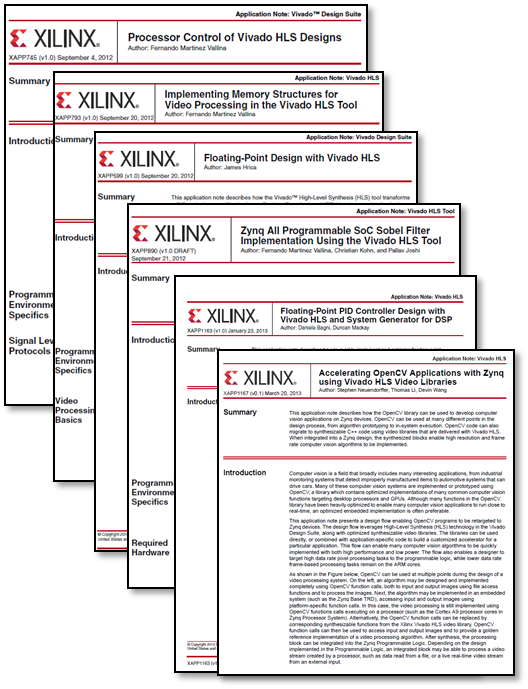 Application Note: Vivado™ Design Suite
XILINX®
Processor Control of Vivado HLS Designs
Author: Fernando Martinez Vallina
XAPP745 (v1.0) September 4, 2012
Summary
Introductio
Programm
Environme
Specifics
Signal Lev
Protocols
Application Note: Vivado HLS
XILINX®
Implementing Memory Structures for
Video Processing in the Vivado HLS Tool
Author: Fernando Martinez Vallina
XAPP793 (v1.0) September 20, 2012
Summary
Introducti
Programm
Environm
Specifics
Video
Processin
Basics
Application Note: Vivado Design Suite
XILINX®
Floating-Point Design with Vivado HLS
Author: James Hrica
XAPP599 (v1.0) September 20, 2012
Summary
This application note describes how the Vivado™ High-Level Synthesis (HLS) tool transforms
Introdu
© Copyright 201
United States an
Application Note: Vivado HLS Tool
XILINX®
Zynq All Programmable SoC Sobel Filter
Implementation Using the Vivado HLS Tool
Author: Fernando Martinez Vallina, Christian Kohn, and Pallav Joshi
XAPP890 (v1.0 DRAFT)
September 21, 2012
Summary
Introduction
Programm
Environme
Specifics
Required
Hardware
Application Note: Vivado HLS
XILINX®
Floating-Point PID Controller Design with
Vivado HLS and System Generator for DSP
Author: Daniele Bagni, Duncan Mackay
XAPP1163 (v1.0) January 23, 2013
Summary
Introduct
© Copyright 2012
United States an
XAPP1163 (v1
Application Note: Vivado HLS
XILINX®
Accelerating OpenCV Applications with Zynq
using Vivado HLS Video Libraries
Author: Stephen Neuendorffer, Thomas Li, Devin Wang
XAPP1167 (v0.1) March 20, 2013
Summary
This application note describes how the OpenCV library can be used to develop computer
vision applications on Zynq devices. OpenCV can be used at many different points in the
design process, from algorithm prototyping to in-system execution. OpenCV code can also
migrate to synthesizable C++ code using video libraries that are delivered with Vivado HLS.
When integrated into a Zynq design, the synthesized blocks enable high resolution and frame
rate computer vision algorithms to be implemented.
Introduction
Computer vision is a field that broadly includes many interesting applications, from industrial
monitoring systems that detect improperly manufactured items to automotive systems that can
drive cars. Many of these computer vision systems are implemented or prototyped using
OpenCV, a library which contains optimized implementations of many common computer vision
functions targeting desktop processors and GPUs. Although many functions in the OpenCV
library have been heavily optimized to enable many computer vision applications to run close to
real-time, an optimized embedded implementation is often preferable.
This application note presents a design flow enabling OpenCV programs to be retargeted to
Zynq devices. The design flow leverages High-Level Synthesis (HLS) technology in the Vivado
Design Suite, along with optimized synthesizable video libraries. The libraries can be used
directly, or combined with application-specific code to build a customized accelerator for a
particular application. This flow can enable many computer vision algorithms to be quickly
implemented with both high performance and low power. The flow also enables a designer to
target high data rate pixel processing tasks to the programmable logic, while lower data rate
frame-based processing tasks remain on the ARM cores.
As shown in the Figure below, OpenCV can be used at multiple points during the design of a
video processing system. On the left, an algorithm may be designed and implemented
completely using OpenCV function calls, both to input and output images using file access
functions and to process the images. Next, the algorithm may be implemented in an embedded
system (such as the Zynq Base TRD), accessing input and output images using
platform-specific function calls. In this case, the video processing is still implemented using
OpenCV functions calls executing on a processor (such as the Cortex A9 processor cores in
Zynq Processor System). Alternatively, the OpenCV function calls can be replaced by
corresponding synthesizable functions from the Xilinx Vivado HLS video library. OpenCV
function calls can then be used to access input and output images and to provide a golden
reference implementation of a video processing algorithm. After synthesis, the processing
block can be integrated into the Zynq Programmable Logic. Depending on the design
implemented in the Programmable Logic, an integrated block may be able to process a video
stream created by a processor, such as data read from a file, or a live real-time video stream
from an external input.